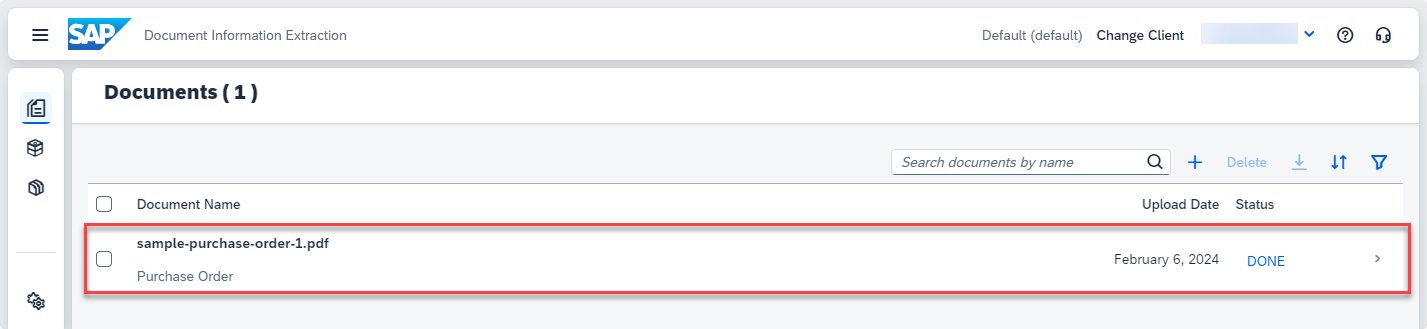 SAP Document Information Extraction Default (default) Change Client
Documents ( 1 )
Search documents by name Delete
Document Name Upload Date Status
sample-purchase-order-1.pdf
February 6, 2024 DONE
Purchase Order